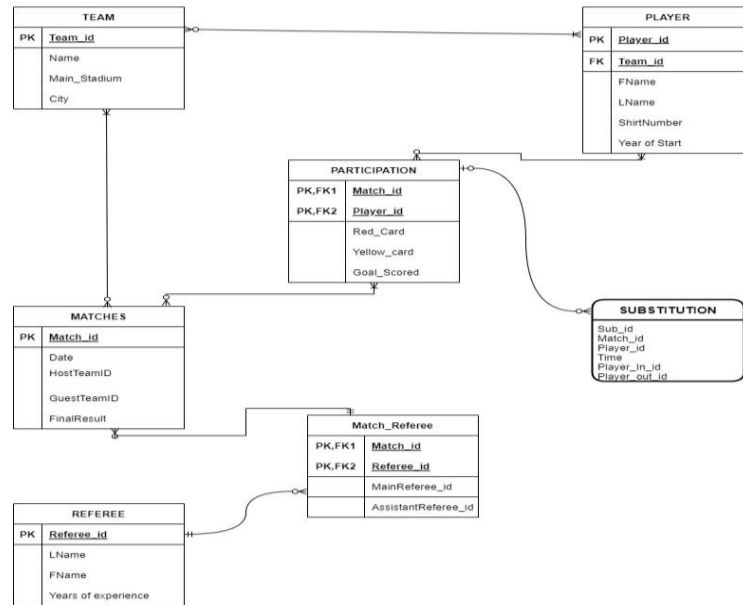 TEAM
PK Team_id
Name
Main_Stadium
City
PLAYER
PK Player_id
FK Team_id
FName
LName
ShirtNumber
Year of Start
PARTICIPATION
PK,FK1 Match_id
PK,FK2 Player_id
Red_Card
Yellow_card
Goal_Scored
MATCHES
PK Match_id
Date
HostTeamID
GuestTeamID
FinalResult
SUBSTITUTION
Sub_id
Match_id
Player_id
Time
Player_In_id
Player_out_id
Match_Referee
PK,FK1 Match_id
PK,FK2 Referee_id
MainReferee_id
AssistantReferee_id
REFEREE
PK Referee_id
LName
FName
Years of experience